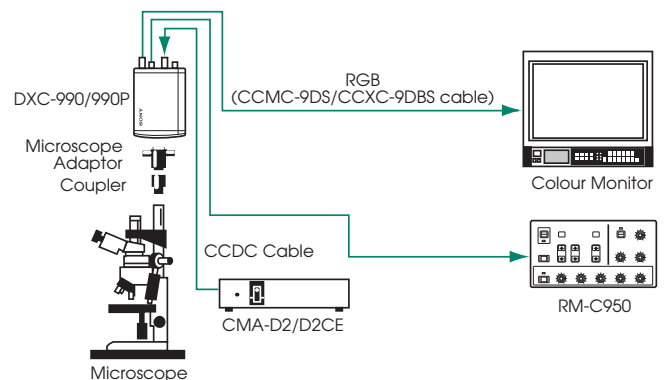 RGB
(CCMC-9DS/CCXC-9DBS cable)
DXC-990/990P
SONY
Microscope
Adaptor
Coupler
Colour Monitor
CCDC Cable
CMA-D2/D2CE
RM-C950
Microscope